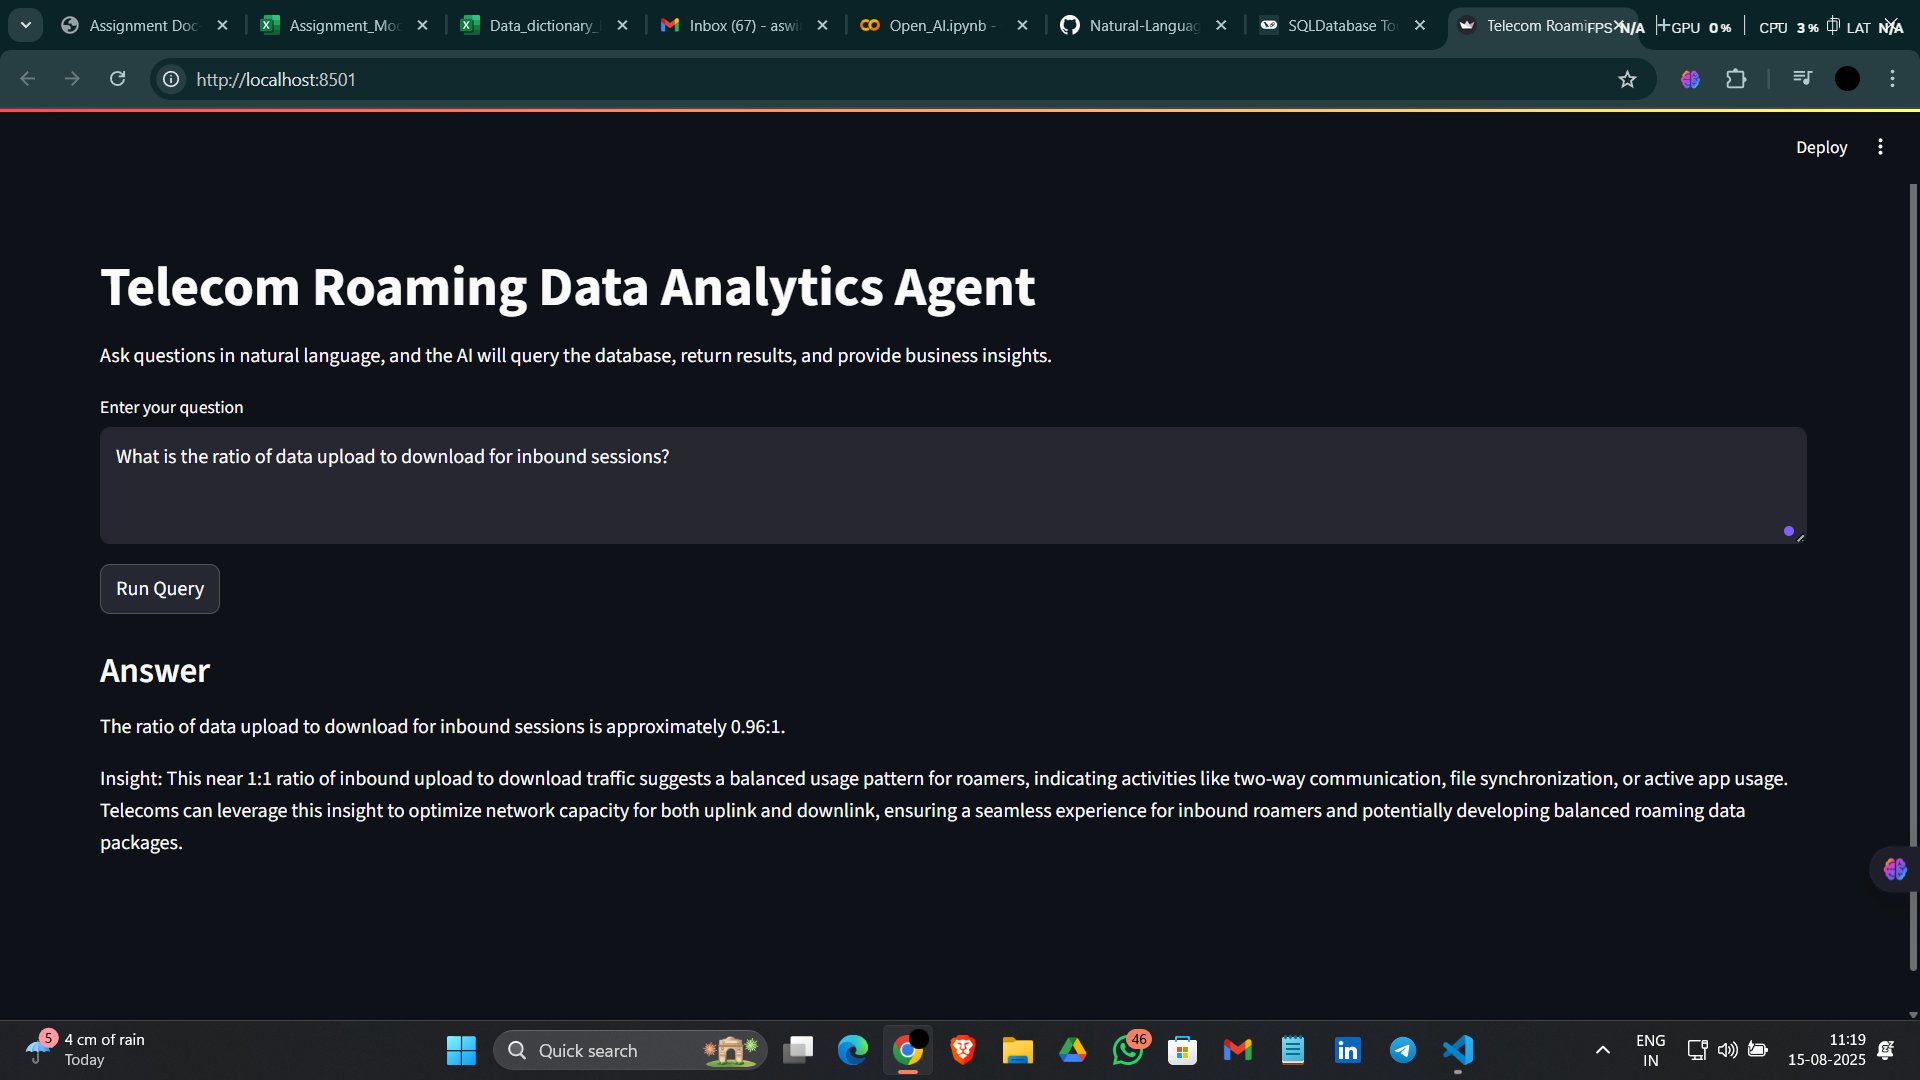 Assignment Doc
Assignment_Moc
Data_dictionary_
Inbox (67) - aswi
Open_AI.ipynb -
Natural-Languag
SQLDatabase To
Telecom Roami
FPS N/A
GPU 0%
CPU 3%
LAT N/A
http://localhost:8501
Deploy
Telecom Roaming Data Analytics Agent
Ask questions in natural language, and the AI will query the database, return results, and provide business insights.
Enter your question
What is the ratio of data upload to download for inbound sessions?
Run Query
Answer
The ratio of data upload to download for inbound sessions is approximately 0.96:1.
Insight: This near 1:1 ratio of inbound upload to download traffic suggests a balanced usage pattern for roamers, indicating activities like two-way communication, file synchronization, or active app usage.
Telecoms can leverage this insight to optimize network capacity for both uplink and downlink, ensuring a seamless experience for inbound roamers and potentially developing balanced roaming data
packages.
5
4 cm of rain
Today
Quick search
46
ENG
IN
11:19
15-08-2025